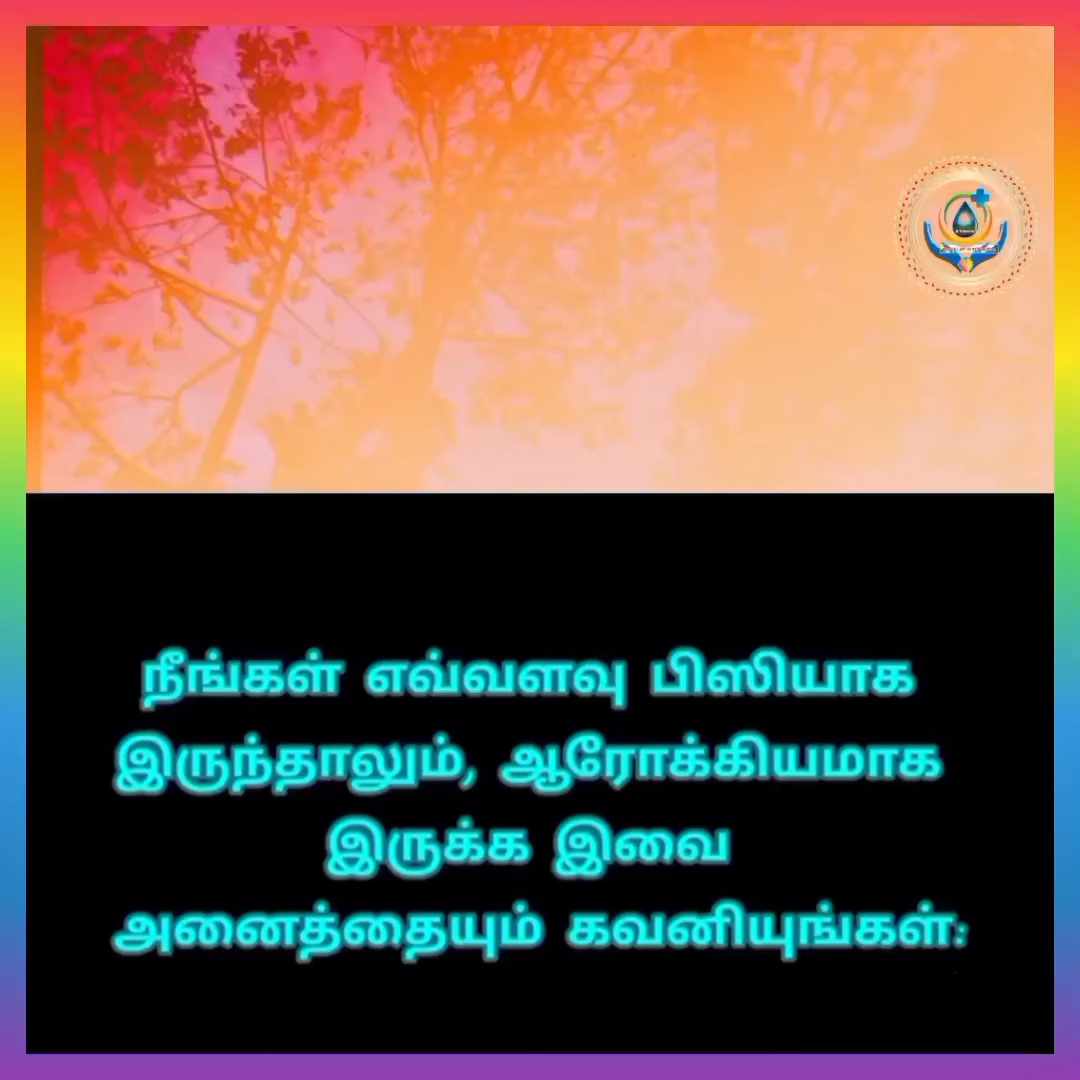 நீங்கள் எவ்வளவு பிஸியாக
இருந்தாலும், ஆரோக்கியமாக
இருக்க இவை
அனைத்தையும் கவனியுங்கள்: